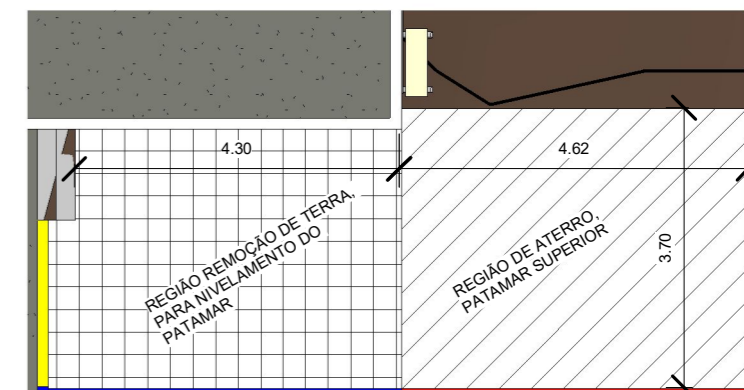 4.30
4.62
REGIÃO REMOÇÃO DE TERRA,
PARA NIVELAMENTO DO
PATAMAR
REGIÃO DE ATERRO,
PATAMAR SUPERIOR
3.70